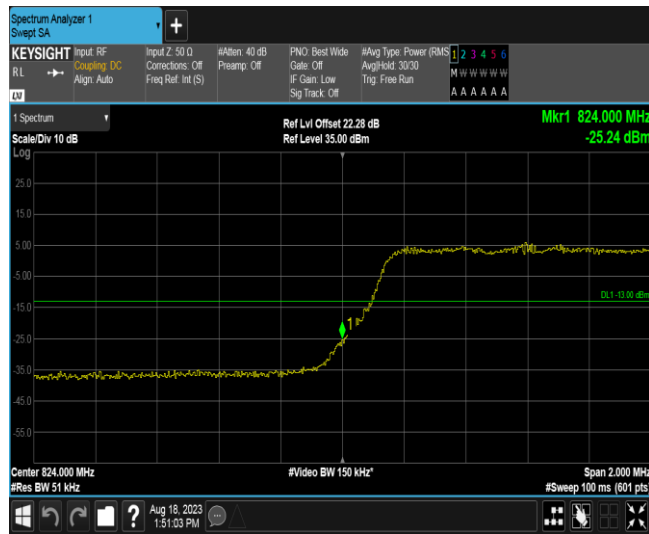 Spectrum Analyzer 1
Swept SA
KEYSIGHT Input: RF Input Z: 50 Ω #Atten: 40 dB PNO: Best Wide #Avg Type: Power (RMS 1 2 3 4 5 6
RL Coupling: DC Corrections: Off Preamp: Off Gate: Off Avg|Hold: 30/30 M W W W W W
Align: Auto Freq Ref: Int (S) IF Gain: Low Trig: Free Run
LXI Sig Track: Off A A A A A A
1 Spectrum Ref Lvl Offset 22.28 dB Mkr1 824.000 MHz
Scale/Div 10 dB Ref Level 35.00 dBm -25.24 dBm
Log
25.0
15.0
5.00
-5.00
DL1 -13.00 dBm
-15.0
1
-25.0
-35.0
-45.0
-55.0
Center 824.000 MHz #Video BW 150 kHz* Span 2.000 MHz
#Res BW 51 kHz #Sweep 100 ms (601 pts)
? Aug 18, 2023
1:51:03 PM